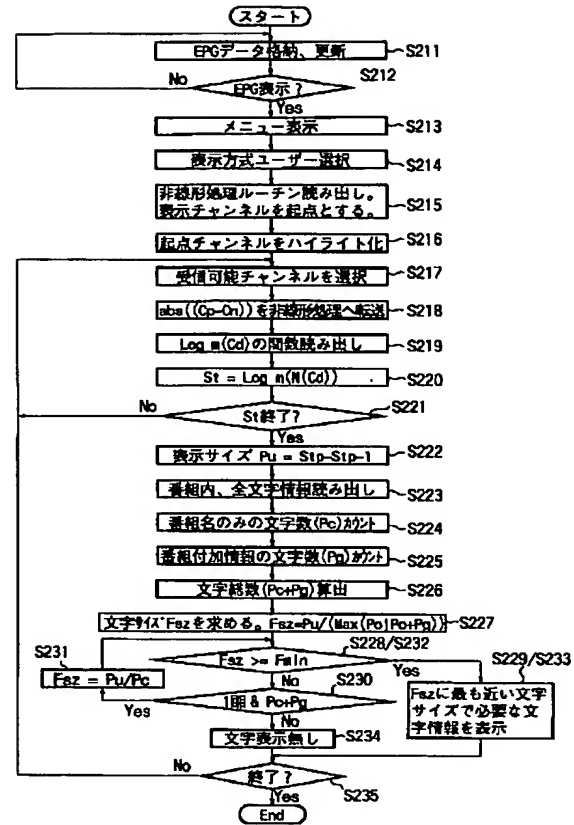 スタート
EPGデータ格納、更新 S211
No EPG表示? S212
Yes
メニュー表示 S213
表示方式ユーザー選択 S214
非線形処理ルーチン読み出し。
表示チャンネルを起点とする。 S215
起点チャンネルをハイライト化 S216
受信可能チャンネルを選択 S217
abs((Cp-Cn))を非線形処理へ転送 S218
Log m(Cd)の関数読み出し S219
St = Log m(N(Cd)) S220
No St終了? S221
Yes
表示サイズ Pu = Stp-Stp-1 S222
番組内、全文字情報読み出し S223
番組名のみの文字数(Pc)カウント S224
番組付加情報の文字数(Pg)カウント S225
文字総数(Pc+Pg)算出 S226
文字サイズFszを求める。Fsz=Pu/(Max(Pc|Pc+Pg)) S227
S231 S228/S232
Fsz = Pu/Pc Fsz >= Fmin Yes S229/S233
No S230
Yes 1回 & Pc+Pg
Fszに最も近い文字
サイズで必要な文
字情報を表示
No
文字表示無し S234
No 終了? S235
Yes
End